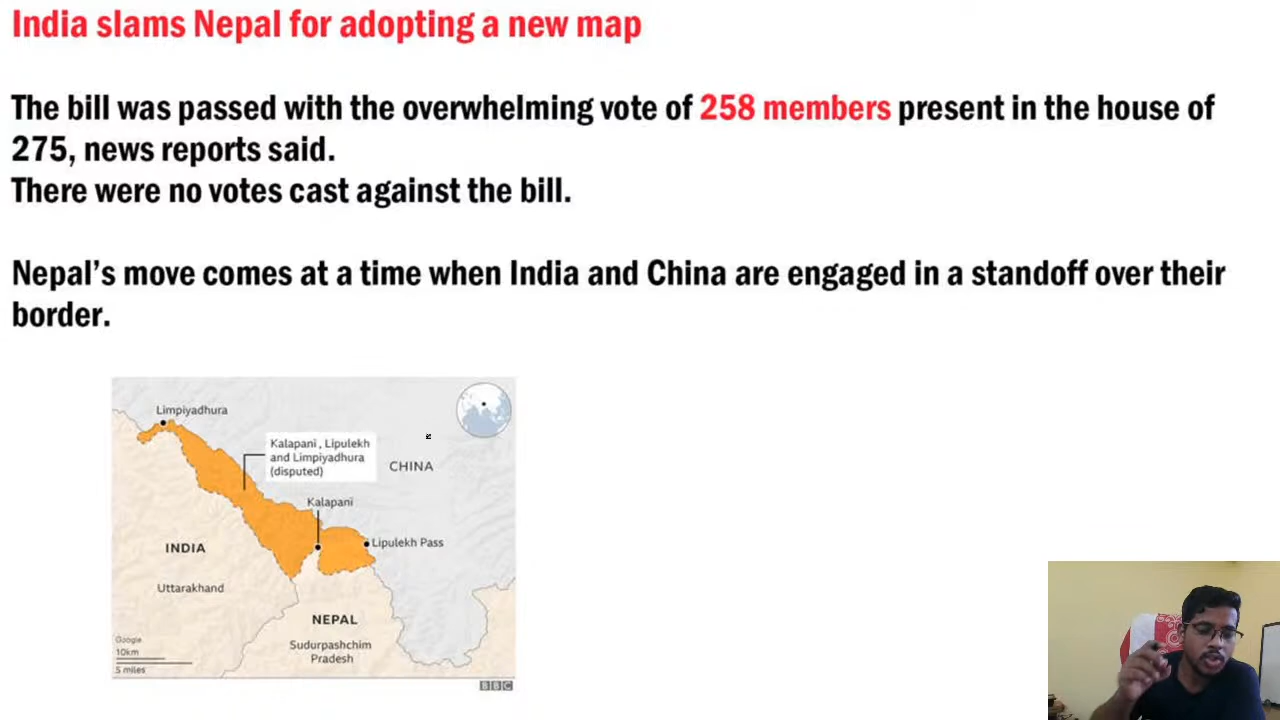 India slams Nepal for adopting a new map
The bill was passed with the overwhelming vote of 258 members present in the house of
275, news reports said.
There were no votes cast against the bill.
Nepal's move comes at a time when India and China are engaged in a standoff over their
border.
Limpiyadhura
Kalapani , Lipulekh
and Limpiyadhura
(disputed)
CHINA
Kalapani
Lipulekh Pass
INDIA
Uttarakhand
NEPAL
Sudurpashchim
Pradesh
Google
10km
5 miles
BBC